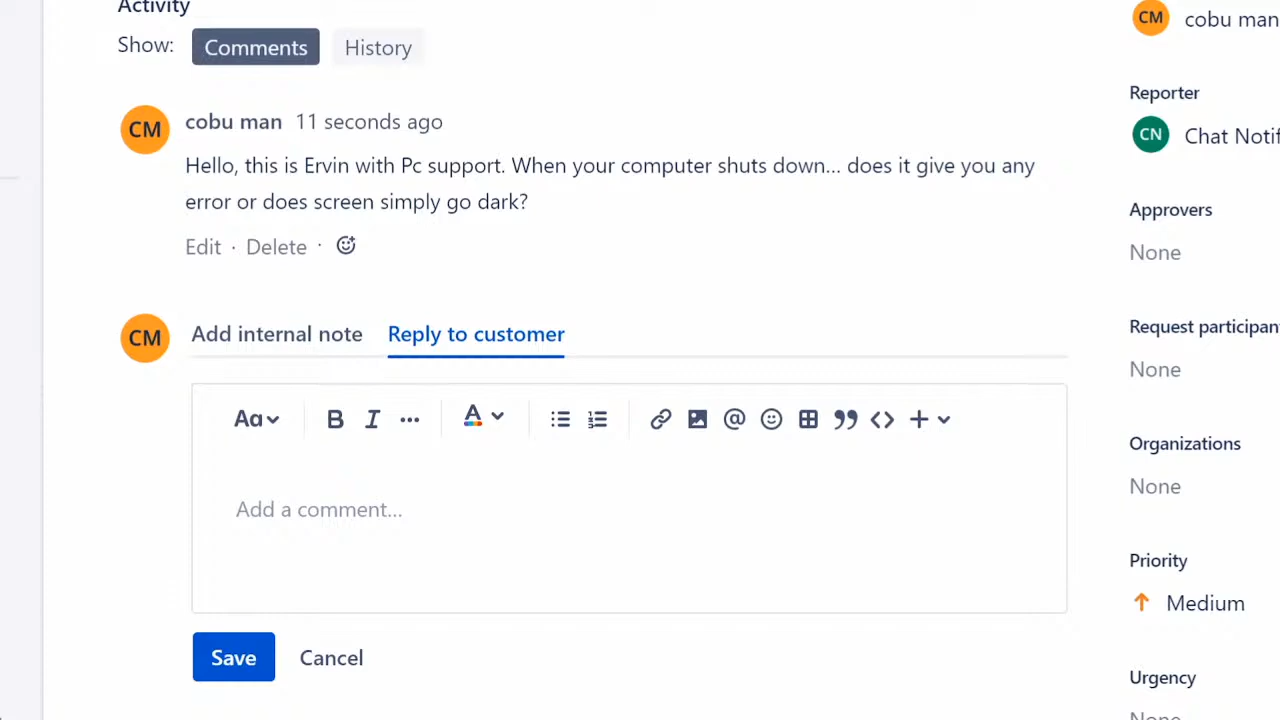 Activity
Show: Comments History
CM cobu man 11 seconds ago
Hello, this is Ervin with Pc support. When your computer shuts down... does it give you any
error or does screen simply go dark?
Edit · Delete ·
CM Add internal note Reply to customer
Aa B I ... A @ <> +
Add a comment...
Save Cancel
CM cobu man
Reporter
CN Chat Notif
Approvers
None
Request participan
None
Organizations
None
Priority
Medium
Urgency
None